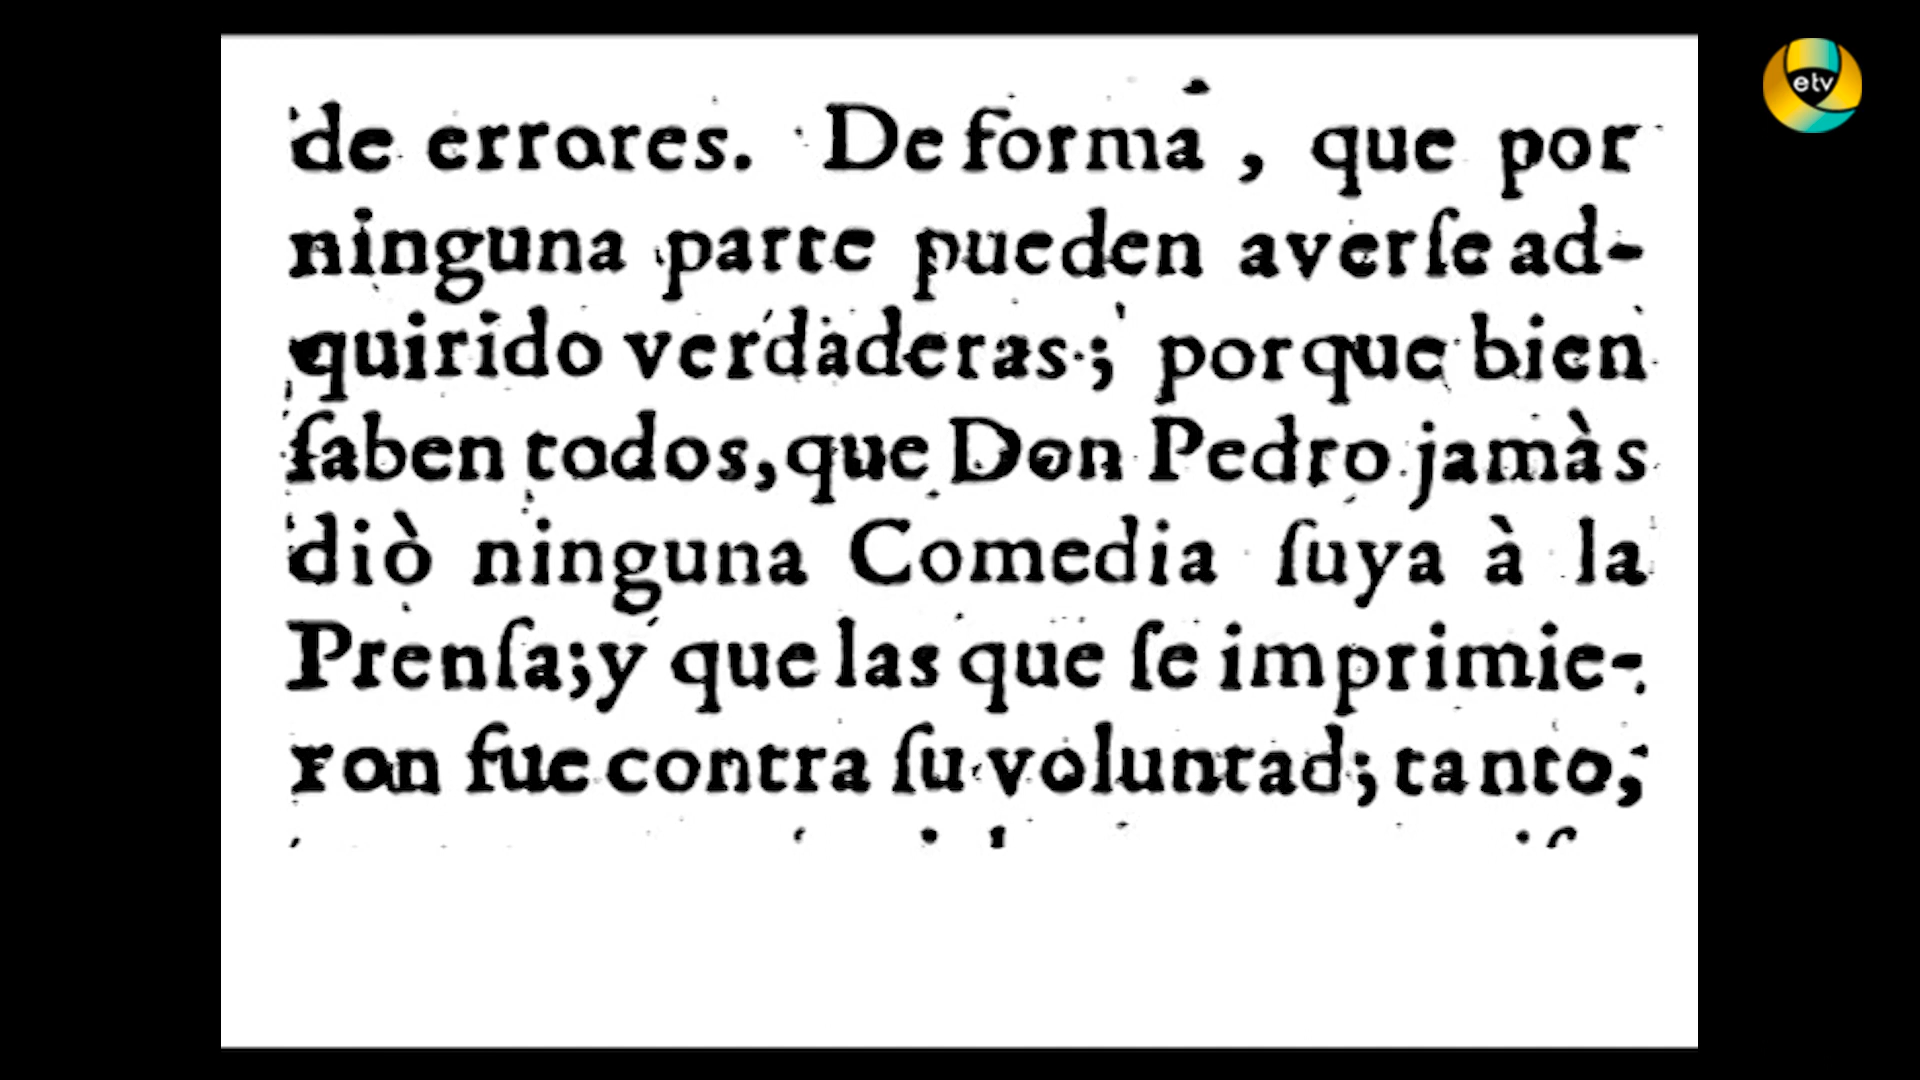 de errores. De forma, que por
ninguna parte pueden averſe ad-
quirido verdaderas; porque bien
ſaben todos, que Don Pedro jamàs
diò ninguna Comedia ſuya à la
Prenſa; y que las que ſe imprimie-
ron fue contra ſu voluntad; tanto,
etv